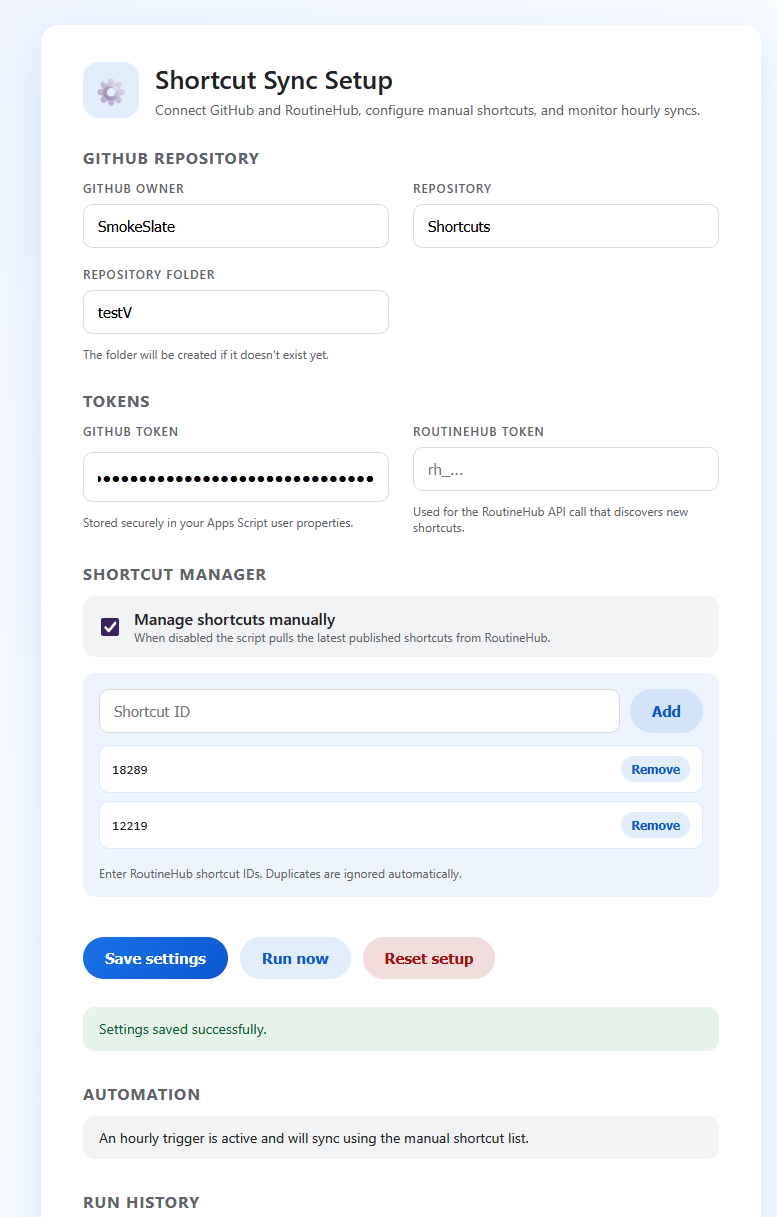 Shortcut Sync Setup
Connect GitHub and RoutineHub, configure manual shortcuts, and monitor hourly syncs.
GITHUB REPOSITORY
GITHUB OWNER
REPOSITORY
SmokeSlate
Shortcuts
REPOSITORY FOLDER
testV
The folder will be created if it doesn't exist yet.
TOKENS
GITHUB TOKEN
ROUTINEHUB TOKEN
rh_...
Stored securely in your Apps Script user properties.
Used for the RoutineHub API call that discovers new
shortcuts.
SHORTCUT MANAGER
Manage shortcuts manually
When disabled the script pulls the latest published shortcuts from RoutineHub.
Shortcut ID
Add
18289
Remove
12219
Remove
Enter RoutineHub shortcut IDs. Duplicates are ignored automatically.
Save settings
Run now
Reset setup
Settings saved successfully.
AUTOMATION
An hourly trigger is active and will sync using the manual shortcut list.
RUN HISTORY